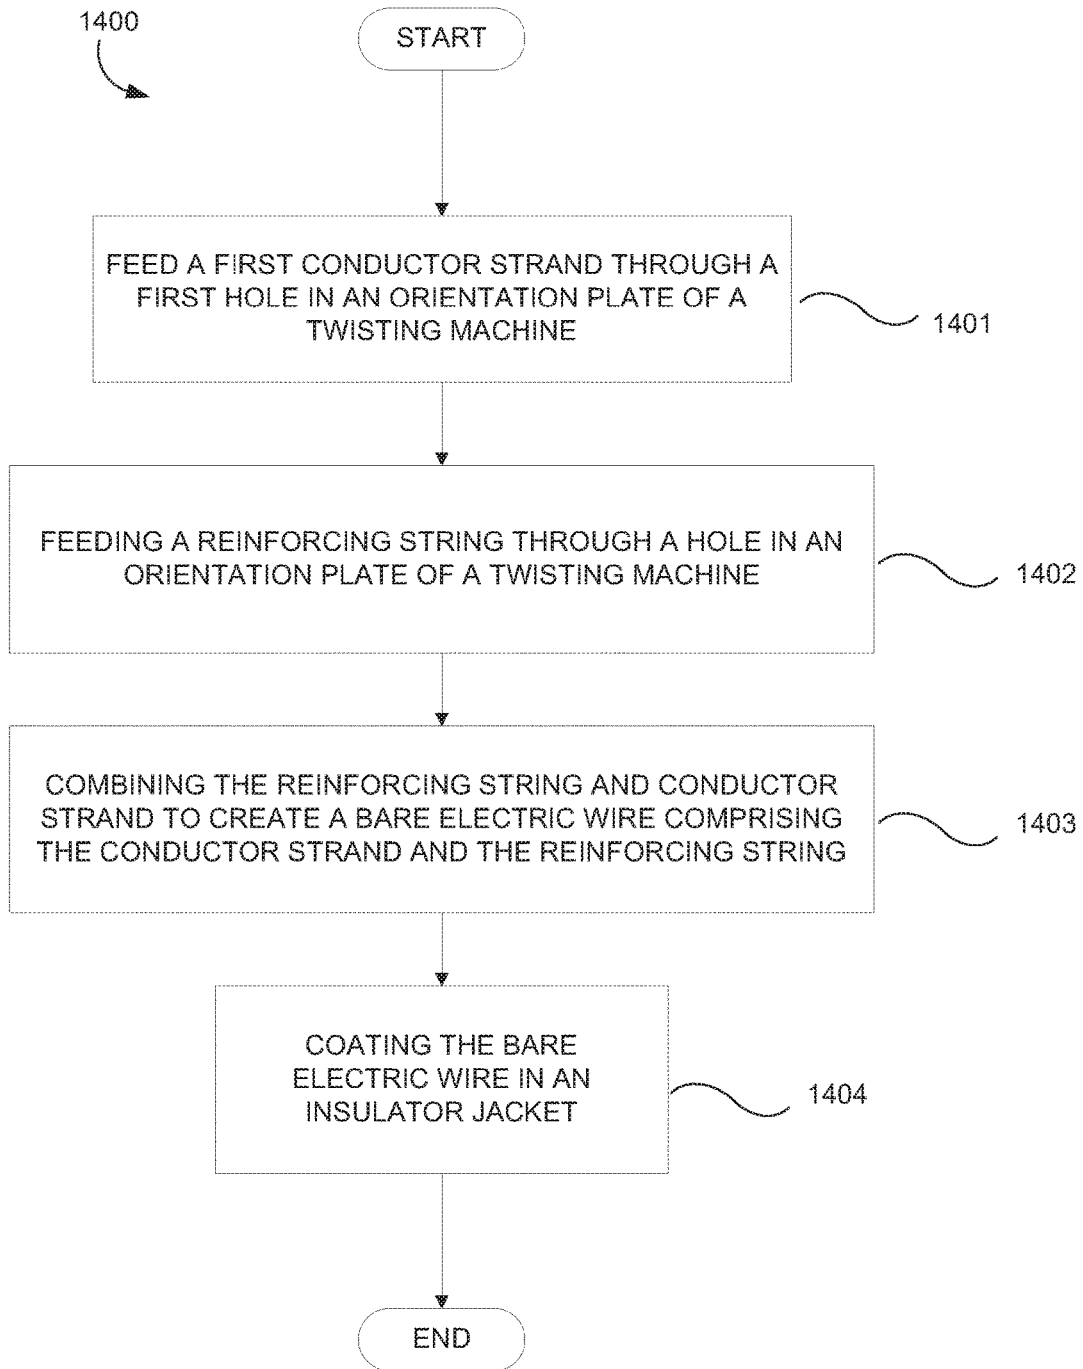 1400
START
FEED A FIRST CONDUCTOR STRAND THROUGH A
FIRST HOLE IN AN ORIENTATION PLATE OF A
TWISTING MACHINE
1401
FEEDING A REINFORCING STRING THROUGH A HOLE IN AN
ORIENTATION PLATE OF A TWISTING MACHINE
1402
COMBINING THE REINFORCING STRING AND CONDUCTOR
STRAND TO CREATE A BARE ELECTRIC WIRE COMPRISING
THE CONDUCTOR STRAND AND THE REINFORCING STRING
1403
COATING THE BARE
ELECTRIC WIRE IN AN
INSULATOR JACKET
1404
END